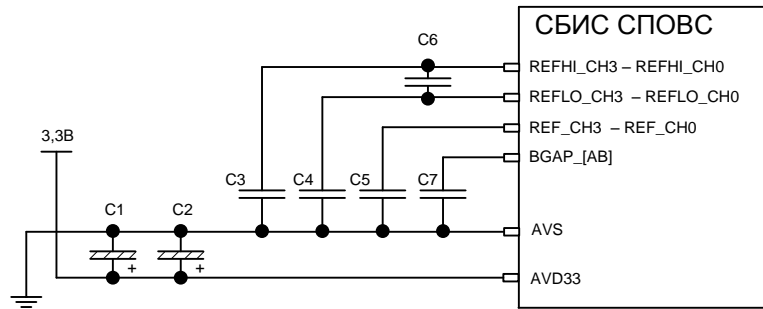 СБИС СПОВС
C6
REFHI_CH3 – REFHI_CH0
REFLO_CH3 – REFLO_CH0
REF_CH3 – REF_CH0
3,3В
BGAP_[AB]
C3 C4 C5 C7
C1 C2
AVS
+ +
AVD33